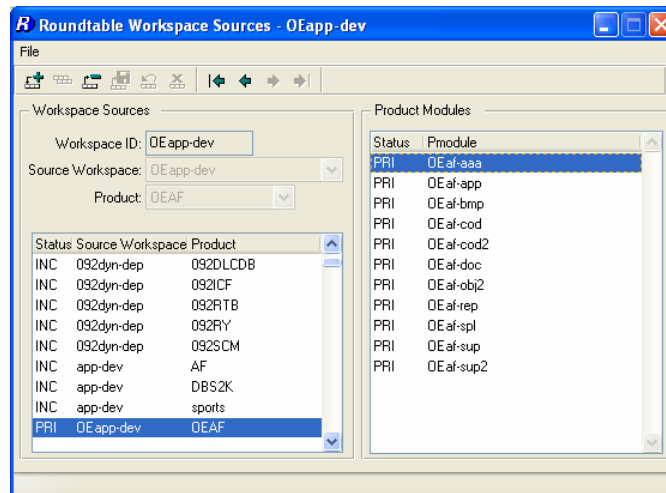 R Roundtable Workspace Sources - OEapp-dev
File
Workspace Sources
Workspace ID: OEapp-dev
Source Workspace: OEapp-dev
Product: OEAF
Status Source Workspace Product
INC 092dyn-dep 092DLCDB
INC 092dyn-dep 092ICF
INC 092dyn-dep 092RTB
INC 092dyn-dep 092RY
INC 092dyn-dep 092SCM
INC app-dev AF
INC app-dev DBS2K
INC app-dev sports
PRI OEapp-dev OEAF
Product Modules
Status Pmodule
PRI OEaf-aaa
PRI OEaf-app
PRI OEaf-bmp
PRI OEaf-cod
PRI OEaf-cod2
PRI OEaf-doc
PRI OEaf-obj2
PRI OEaf-rep
PRI OEaf-spl
PRI OEaf-sup
PRI OEaf-sup2